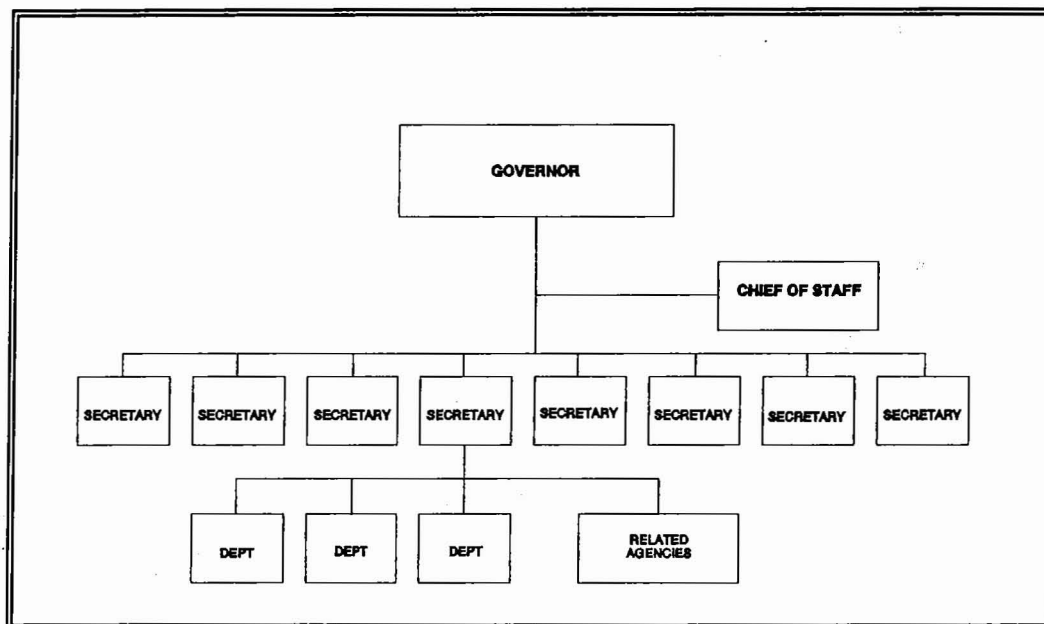 GOVERNOR
CHIEF OF STAFF
SECRETARY
SECRETARY
SECRETARY
SECRETARY
SECRETARY
SECRETARY
SECRETARY
SECRETARY
DEPT
DEPT
DEPT
RELATED
AGENCIES